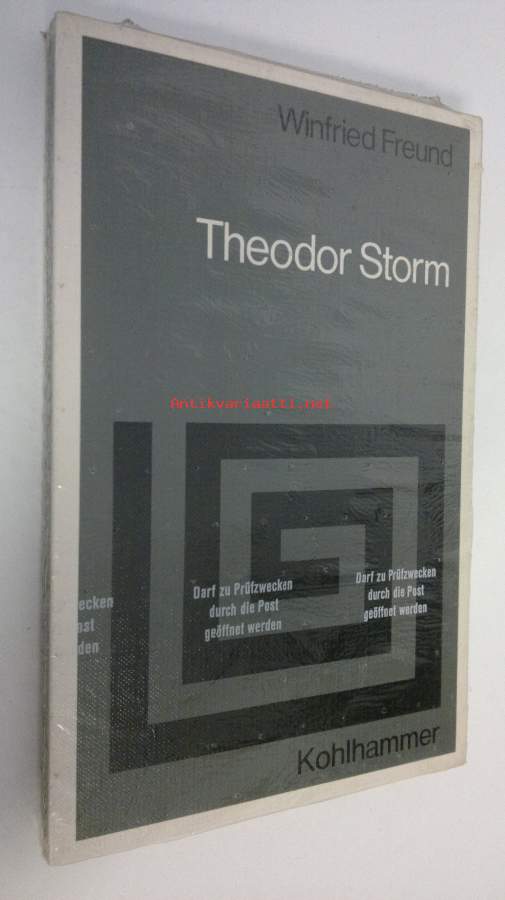 Winfried Freund
Theodor Storm
Antikvariaatti.net
Darf zu Prüfzwecken
durch die Post
geöffnet werden
Darf zu Prüfzwecken
durch die Post
geöffnet werden
Kohlhammer